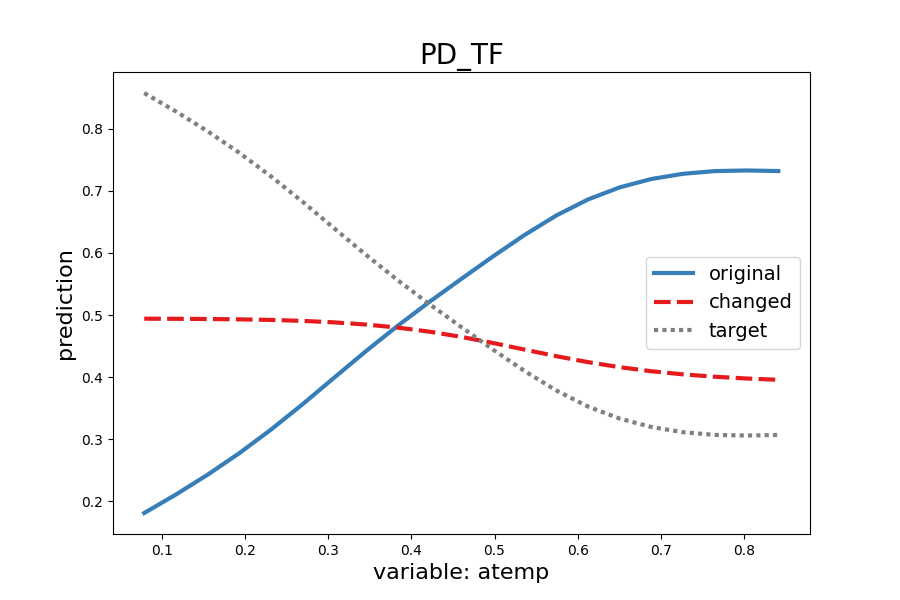 PD_TF
prediction
0.8
0.7
0.6
0.5
0.4
0.3
0.2
original
changed
target
0.1 0.2 0.3 0.4 0.5 0.6 0.7 0.8
variable: atemp